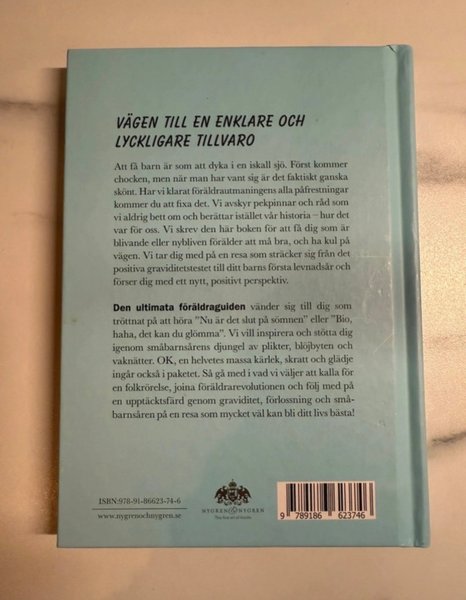 VÄGEN TILL EN ENKLARE OCH
LYCKLIGARE TILLVARO
Att få barn är som att dyka i en iskall sjö. Först kommer
chocken, men när man har vant sig är det faktiskt ganska
skönt. Har vi klarat föräldrautmaningens alla påfrestningar
kommer du att fixa det. Vi avskyr pekpinnar och råd som
vi aldrig bett om och berättar istället vår historia – hur det
var för oss. Vi skrev den här boken för att få dig som är
blivande eller nybliven förälder att må bra, och ha kul på
vägen. Vi tar dig med på en resa som sträcker sig från det
positiva graviditetstestet till ditt barns första levnadsår och
förser dig med ett nytt, positivt perspektiv.
Den ultimata föräldraguiden vänder sig till dig som
tröttnat på att höra "Nu är det slut på sömnen" eller "Bio,
haha, det kan du glömma". Vi vill inspirera och stötta dig
igenom småbarnsårens djungel av plikter, blöjbyten och
vaknätter. OK, en helvetes massa kärlek, skratt och glädje
ingår också i paketet. Så gå med i vad vi väljer att kalla för
en folkrörelse, joina föräldrarevolutionen och följ med på
en upptäcktsfärd genom graviditet, förlossning och små-
barnsåren på en resa som mycket väl kan bli ditt livs bästa!
ISBN:978-91-86623-74-6
www.nygrenochnygren.se
NYGREN & NYGREN
9 789186 623746